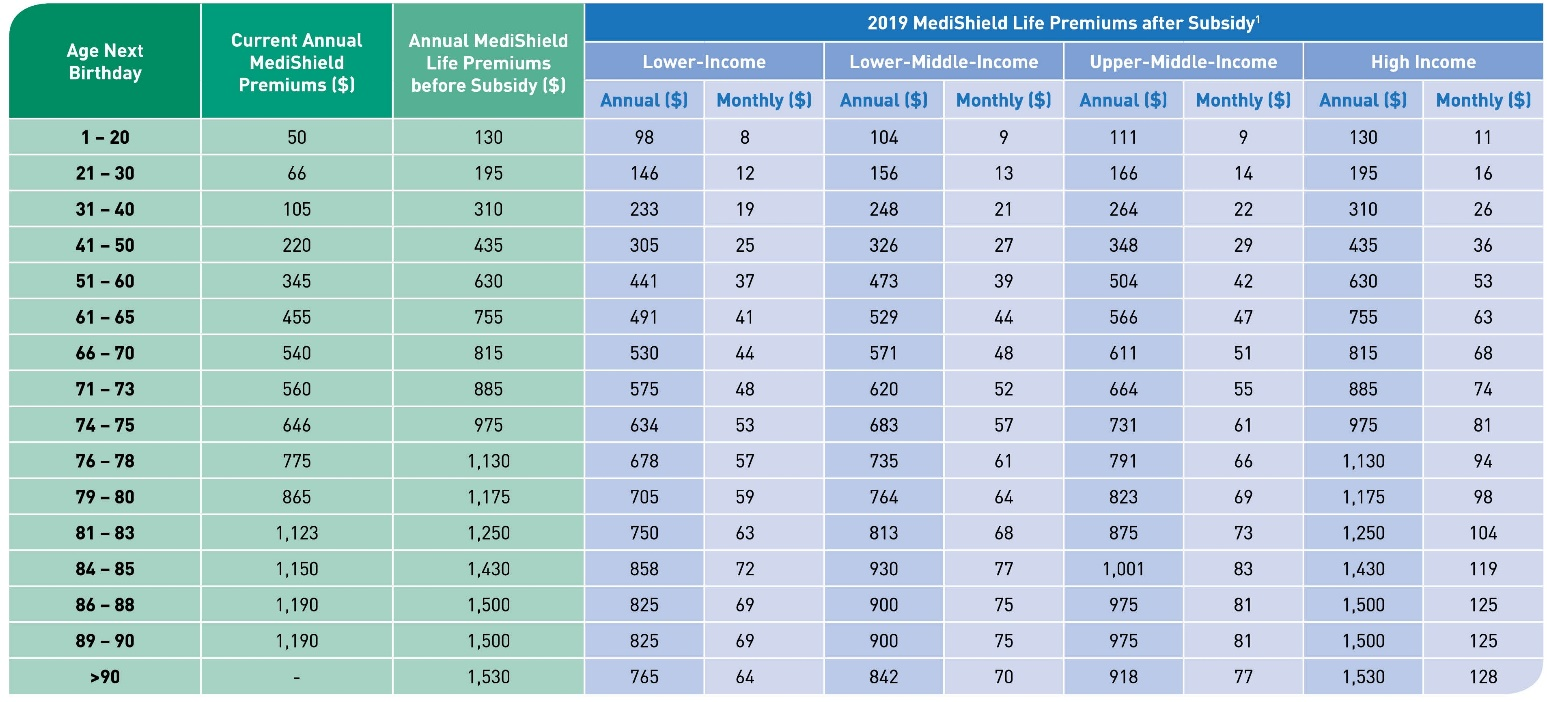 2019 MediShield Life Premiums after Subsidy¹
Age Next
Birthday
Current Annual
MediShield
Premiums ($)
Annual MediShield
Life Premiums
before Subsidy ($)
Lower-Income Lower-Middle-Income Upper-Middle-Income High Income
Annual ($) Monthly ($) Annual ($) Monthly ($) Annual ($) Monthly ($) Annual ($) Monthly ($)
1 – 20 50 130 98 8 104 9 111 9 130 11
21 – 30 66 195 146 12 156 13 166 14 195 16
31 – 40 105 310 233 19 248 21 264 22 310 26
41 – 50 220 435 305 25 326 27 348 29 435 36
51 – 60 345 630 441 37 473 39 504 42 630 53
61 – 65 455 755 491 41 529 44 566 47 755 63
66 – 70 540 815 530 44 571 48 611 51 815 68
71 – 73 560 885 575 48 620 52 664 55 885 74
74 – 75 646 975 634 53 683 57 731 61 975 81
76 – 78 775 1,130 678 57 735 61 791 66 1,130 94
79 – 80 865 1,175 705 59 764 64 823 69 1,175 98
81 – 83 1,123 1,250 750 63 813 68 875 73 1,250 104
84 – 85 1,150 1,430 858 72 930 77 1,001 83 1,430 119
86 – 88 1,190 1,500 825 69 900 75 975 81 1,500 125
89 – 90 1,190 1,500 825 69 900 75 975 81 1,500 125
>90 - 1,530 765 64 842 70 918 77 1,530 128